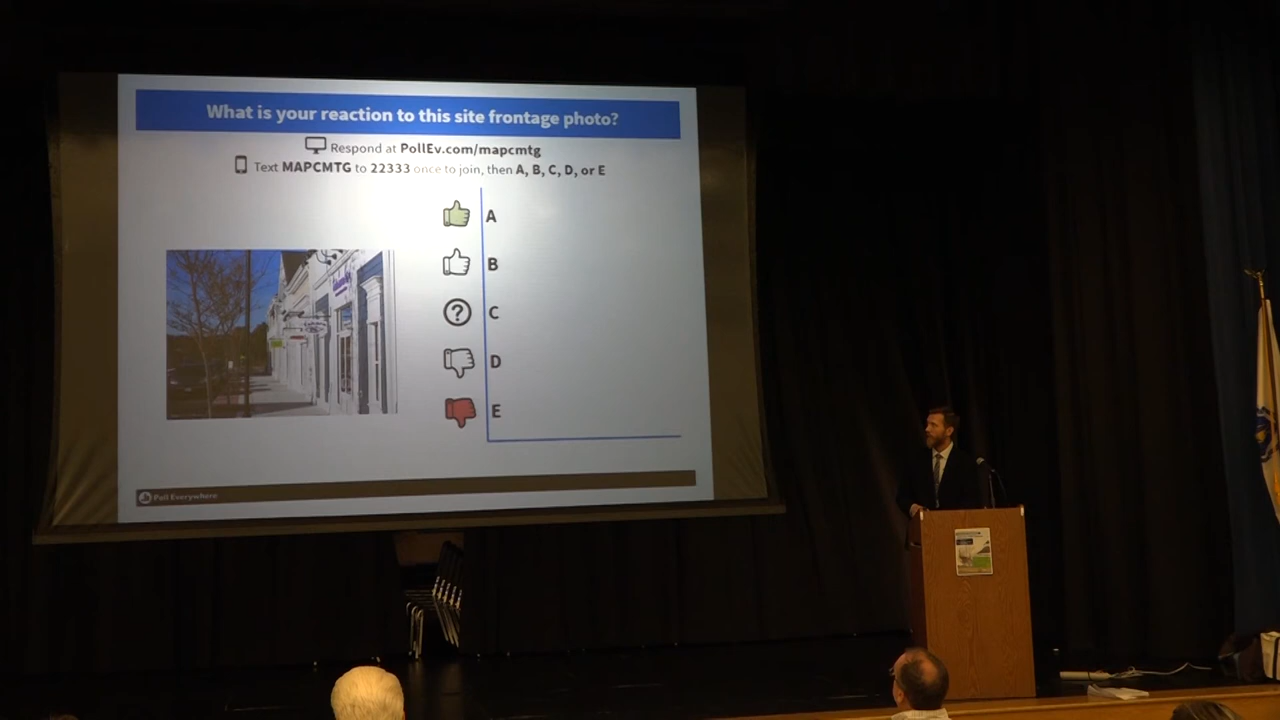 What is your reaction to this site frontage photo?
Respond at PollEv.com/mapcmtg
Text MAPCMTG to 22333 once to join, then A, B, C, D, or E
A
B
C
D
E
Poll Everywhere